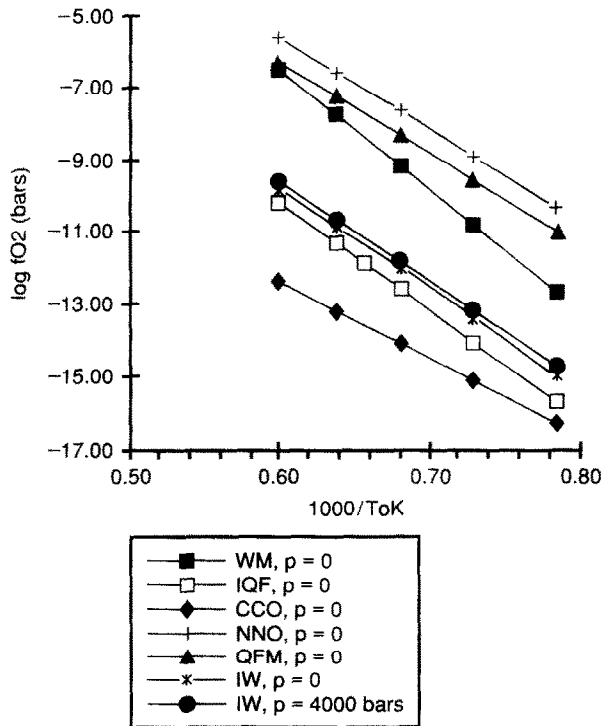 -5.00
-7.00
-9.00
-11.00
-13.00
-15.00
-17.00
log fO2 (bars)
0.50
0.60
0.70
0.80
1000/ToK
WM, p = 0
IQF, p = 0
CCO, p = 0
NNO, p = 0
QFM, p = 0
IW, p = 0
IW, p = 4000 bars